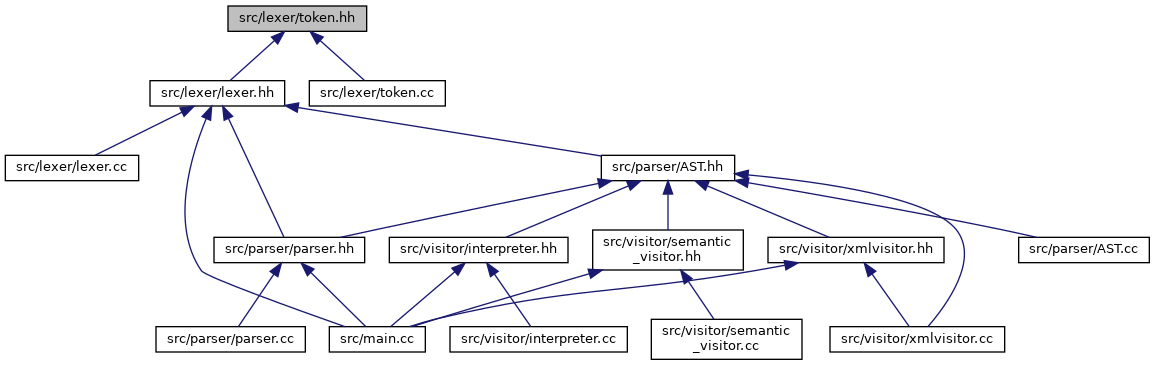 src/lexer/token.hh
src/lexer/lexer.hh
src/lexer/token.cc
src/lexer/lexer.cc
src/parser/AST.hh
src/parser/parser.hh
src/visitor/interpreter.hh
src/visitor/semantic
_visitor.hh
src/visitor/xmlvisitor.hh
src/parser/AST.cc
src/parser/parser.cc
src/main.cc
src/visitor/interpreter.cc
src/visitor/semantic
_visitor.cc
src/visitor/xmlvisitor.cc